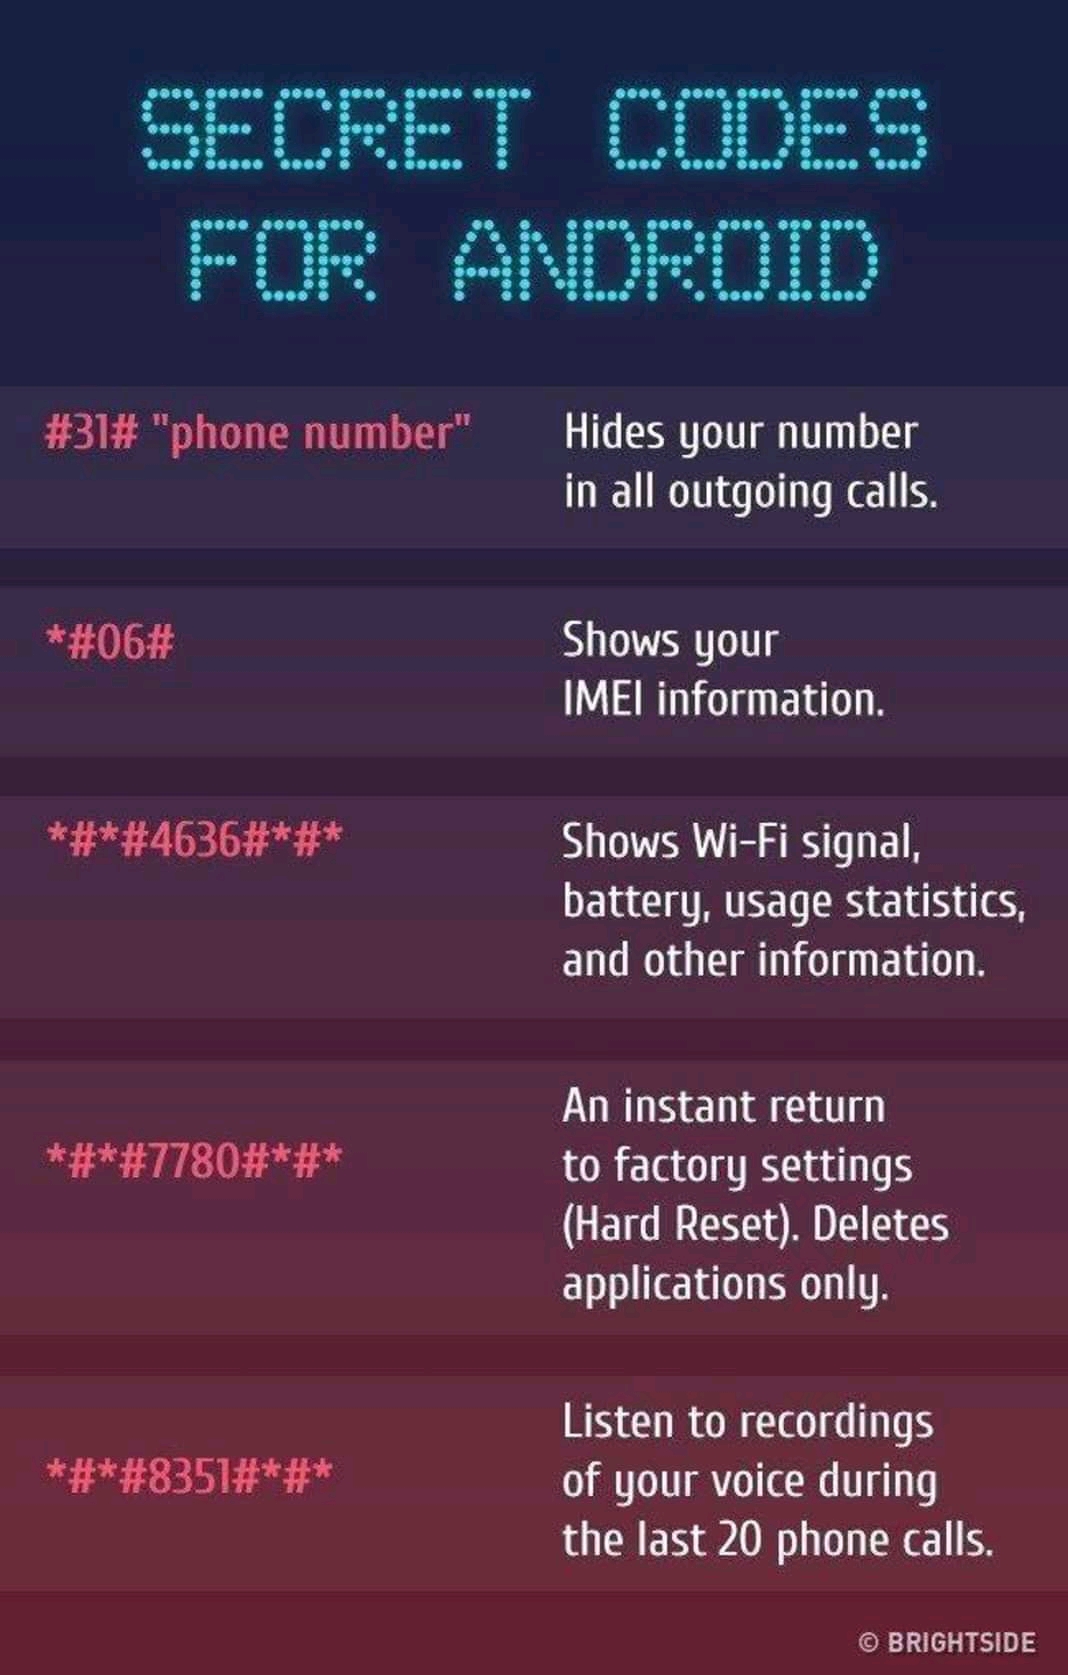 SECRET CODES
FOR ANDROID
#31# "phone number"
Hides your number
in all outgoing calls.
*#06#
Shows your
IMEI information.
*#*#4636#*#*
Shows Wi-Fi signal,
battery, usage statistics,
and other information.
*#*#7780#*#*
An instant return
to factory settings
(Hard Reset). Deletes
applications only.
*#*#8351#*#*
Listen to recordings
of your voice during
the last 20 phone calls.
© BRIGHTSIDE